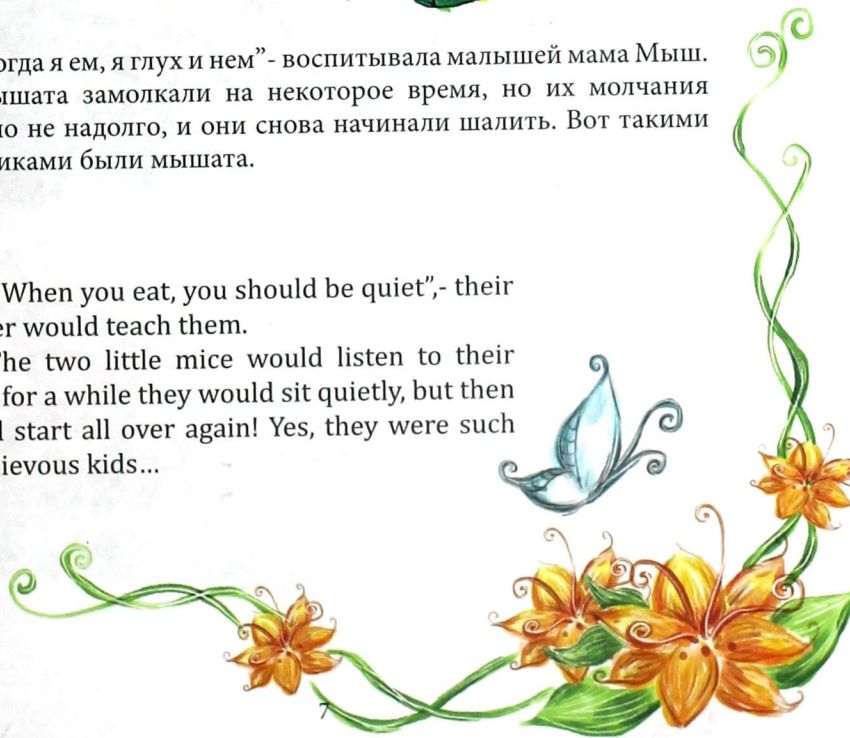 огда я ем, я глух и нем”- воспитывала малышей мама Мыш.
ышата замолкали на некоторое время, но их молчания
ло не надолго, и они снова начинали шалить. Вот такими
иками были мышата.
When you eat, you should be quiet”,- their
er would teach them.
he two little mice would listen to their
for a while they would sit quietly, but then
start all over again! Yes, they were such
ievous kids...
7